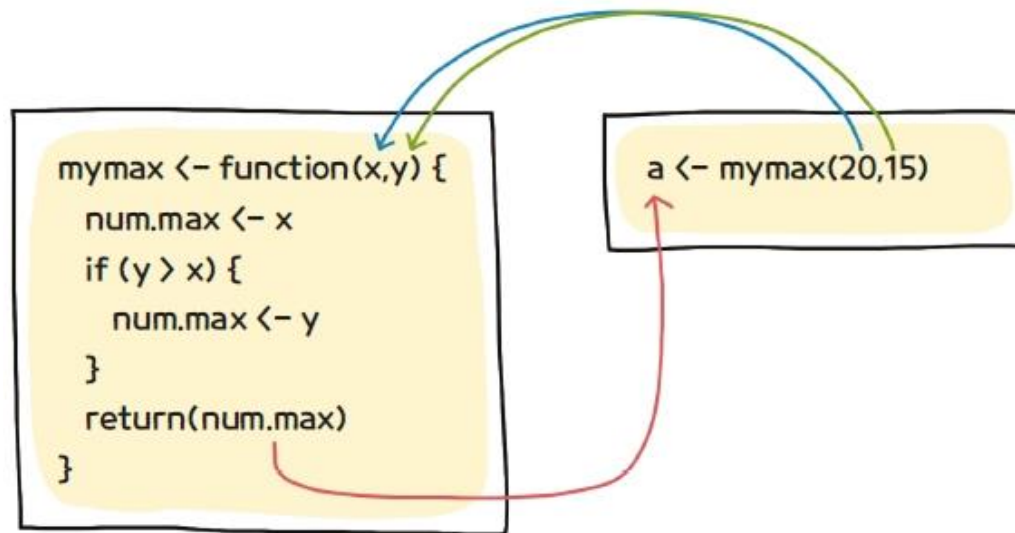 mymax <- function(x,y) {
num.max <- x
if (y > x) {
num.max <- y
}
return(num.max)
}
a <- mymax(20,15)